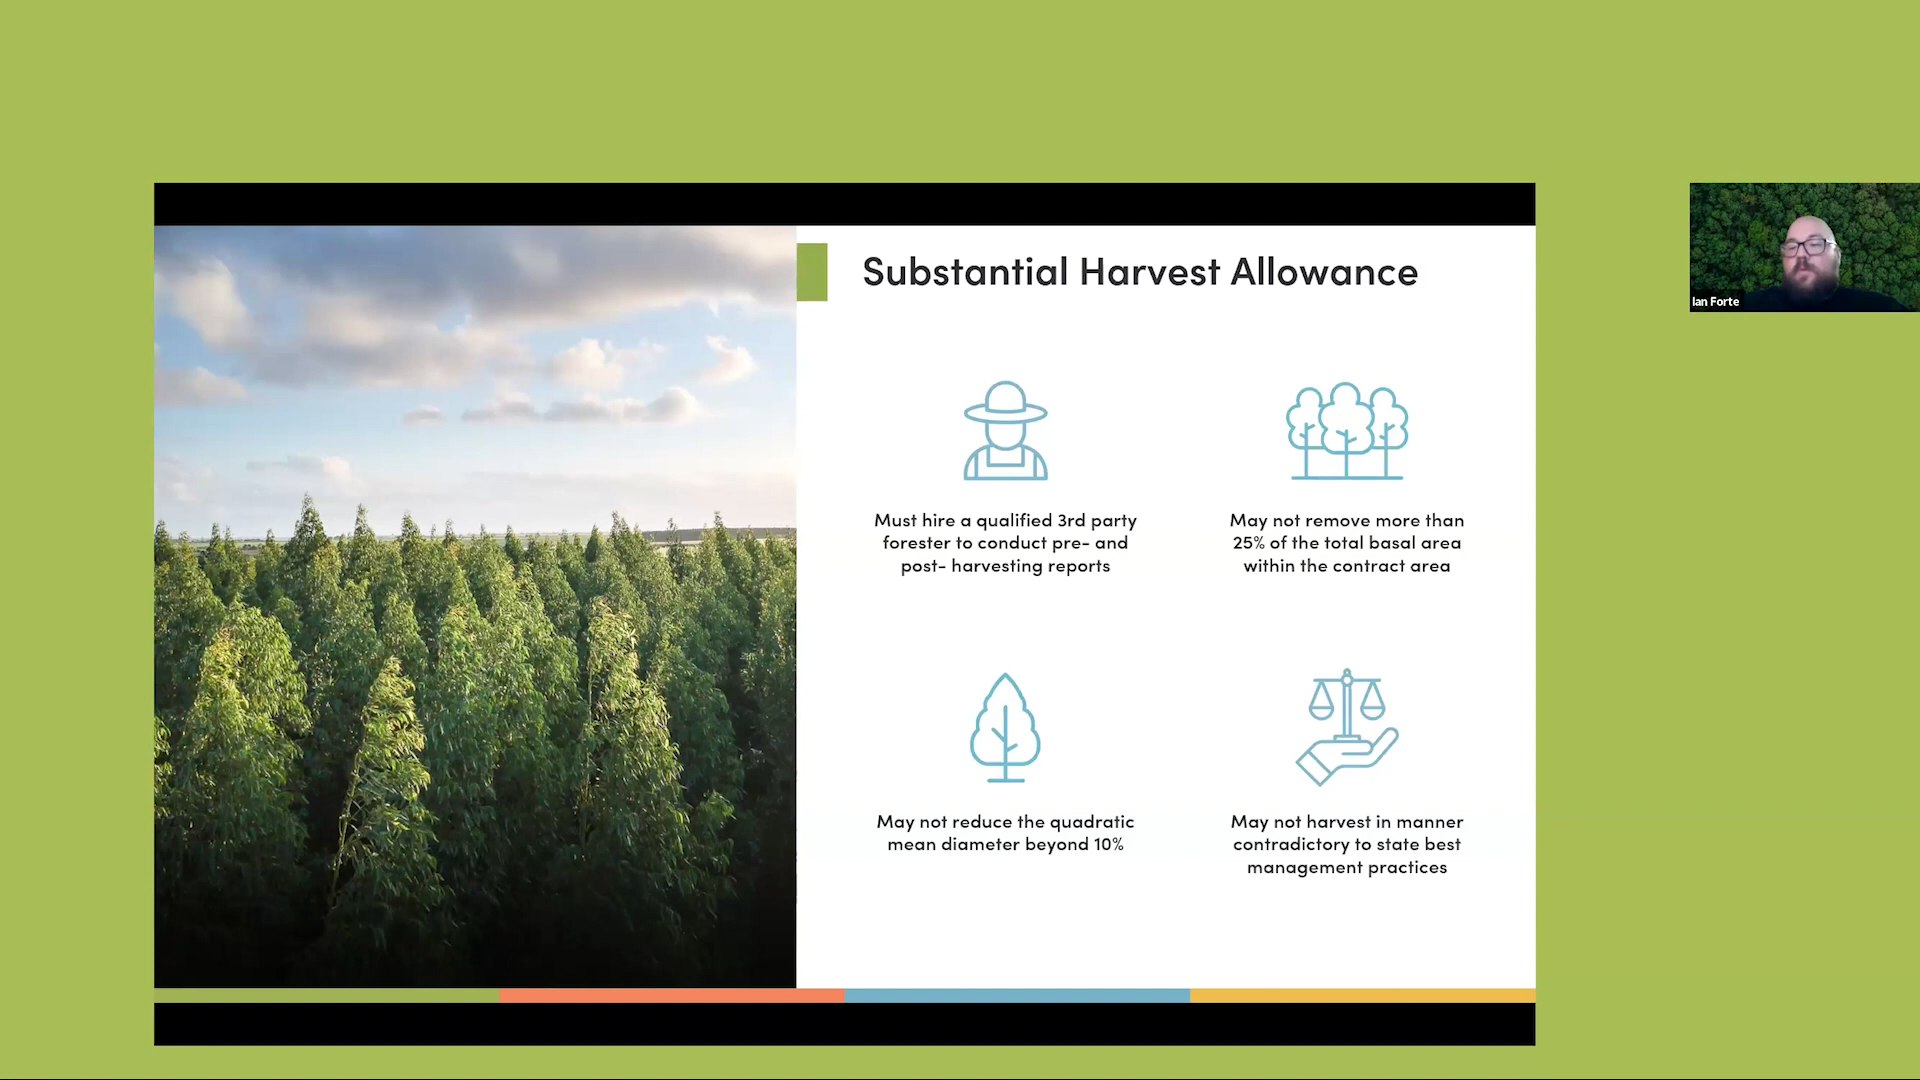 Substantial Harvest Allowance
Must hire a qualified 3rd party
forester to conduct pre- and
post- harvesting reports
May not remove more than
25% of the total basal area
within the contract area
May not reduce the quadratic
mean diameter beyond 10%
May not harvest in manner
contradictory to state best
management practices
Ian Forte